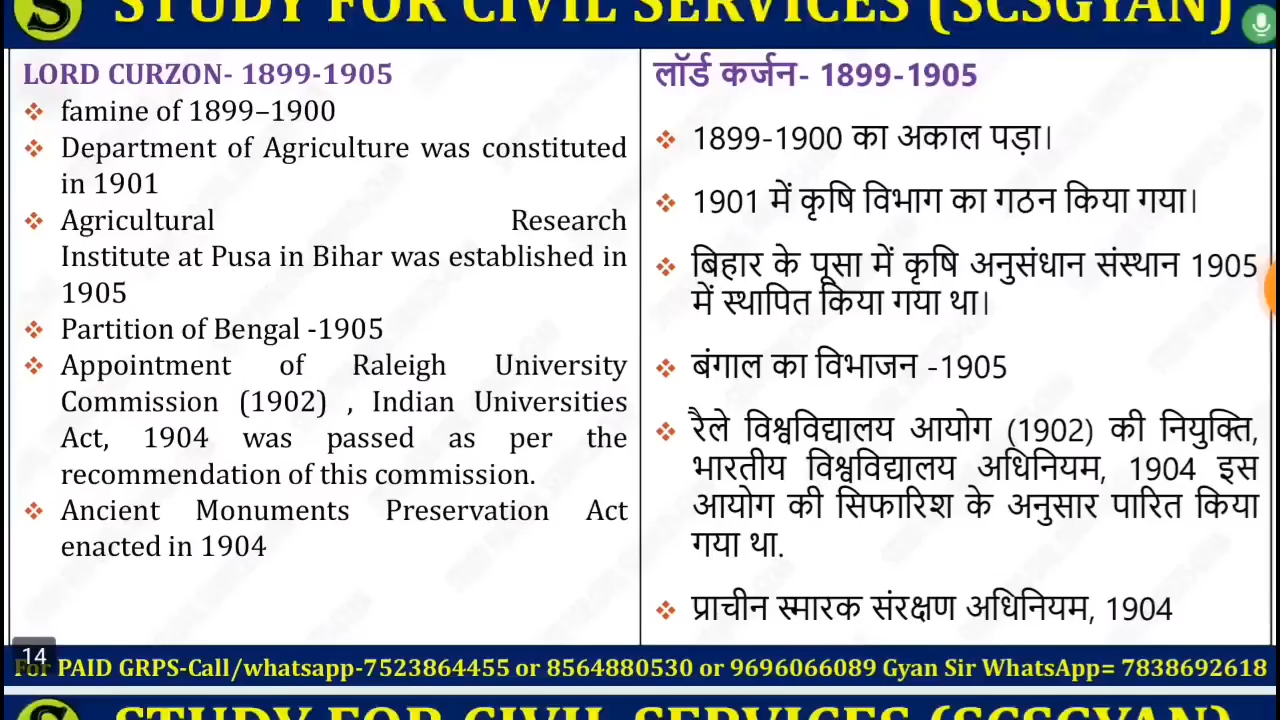 STUDY FOR CIVIL SERVICES (SCSGYAN)
LORD CURZON- 1899-1905
❖ famine of 1899–1900
❖ Department of Agriculture was constituted
in 1901
❖ Agricultural Research
Institute at Pusa in Bihar was established in
1905
❖ Partition of Bengal -1905
❖ Appointment of Raleigh University
Commission (1902) , Indian Universities
Act, 1904 was passed as per the
recommendation of this commission.
❖ Ancient Monuments Preservation Act
enacted in 1904
लॉर्ड कर्जन- 1899-1905
❖ 1899-1900 का अकाल पड़ा।
❖ 1901 में कृषि विभाग का गठन किया गया।
❖ बिहार के पूसा में कृषि अनुसंधान संस्थान 1905
में स्थापित किया गया था।
❖ बंगाल का विभाजन -1905
❖ रैले विश्वविद्यालय आयोग (1902) की नियुक्ति,
भारतीय विश्वविद्यालय अधिनियम, 1904 इस
आयोग की सिफारिश के अनुसार पारित किया
गया था.
❖ प्राचीन स्मारक संरक्षण अधिनियम, 1904
14
For PAID GRPS-Call/whatsapp-7523864455 or 8564880530 or 9696066089 Gyan Sir WhatsApp= 7838692618
STUDY FOR CIVIL SERVICES (SCSGYAN)